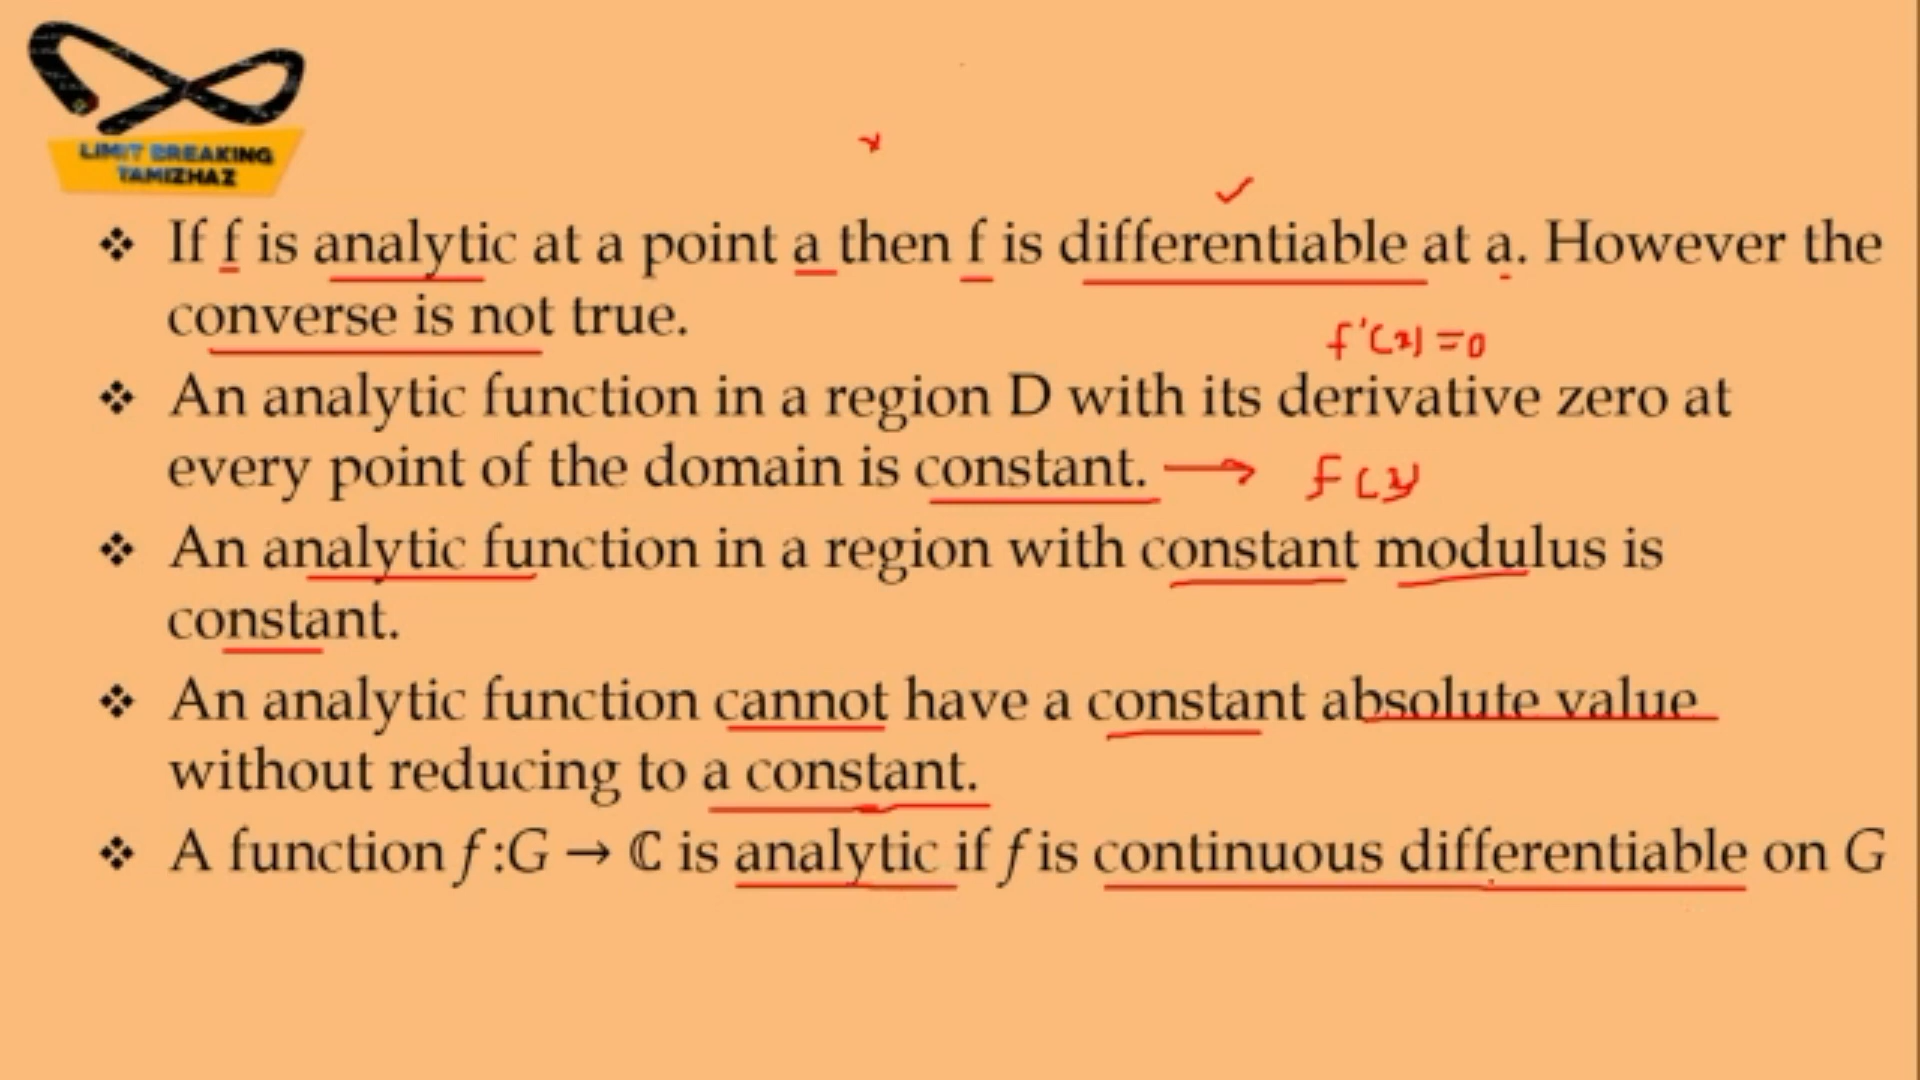 LIMIT BREAKING
TAMIZHAZ
❖ If f is analytic at a point a then f is differentiable at a. However the
converse is not true.
f'(z) = 0
❖ An analytic function in a region D with its derivative zero at
every point of the domain is constant. → f(z)
❖ An analytic function in a region with constant modulus is
constant.
❖ An analytic function cannot have a constant absolute value
without reducing to a constant.
❖ A function f :G → ℂ is analytic if f is continuous differentiable on G